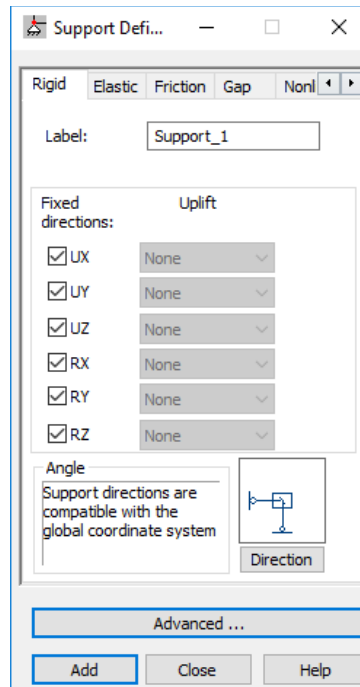 Support Defi...
Rigid Elastic Friction Gap Nonl
Label: Support_1
Fixed directions: Uplift
UX None
UY None
UZ None
RX None
RY None
RZ None
Angle
Support directions are
compatible with the
global coordinate system
Direction
Advanced ...
Add Close Help